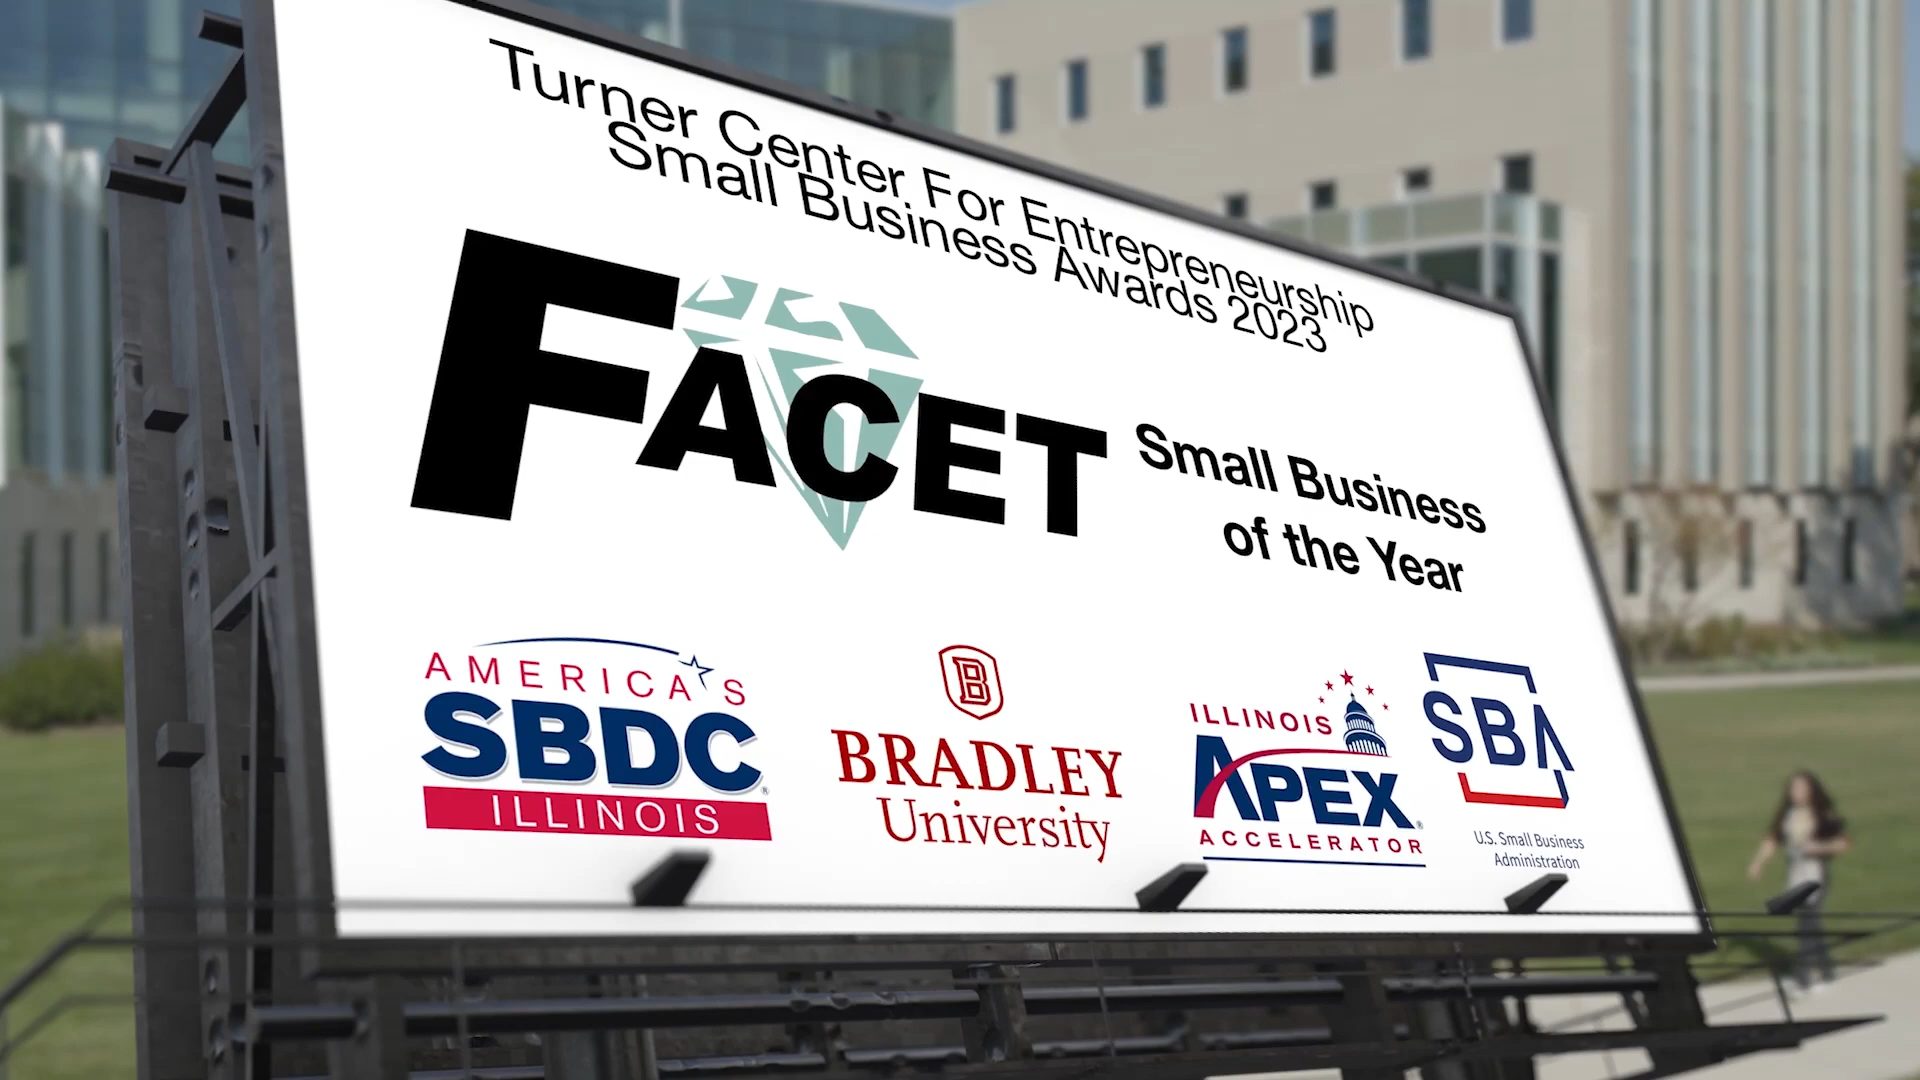 Turner Center For Entrepreneurship
Small Business Awards 2023
FACET
Small Business
of the Year
AMERICA'S
SBDC®
ILLINOIS
B
BRADLEY
University
ILLINOIS
APEX®
ACCELERATOR
SBA
U.S. Small Business
Administration